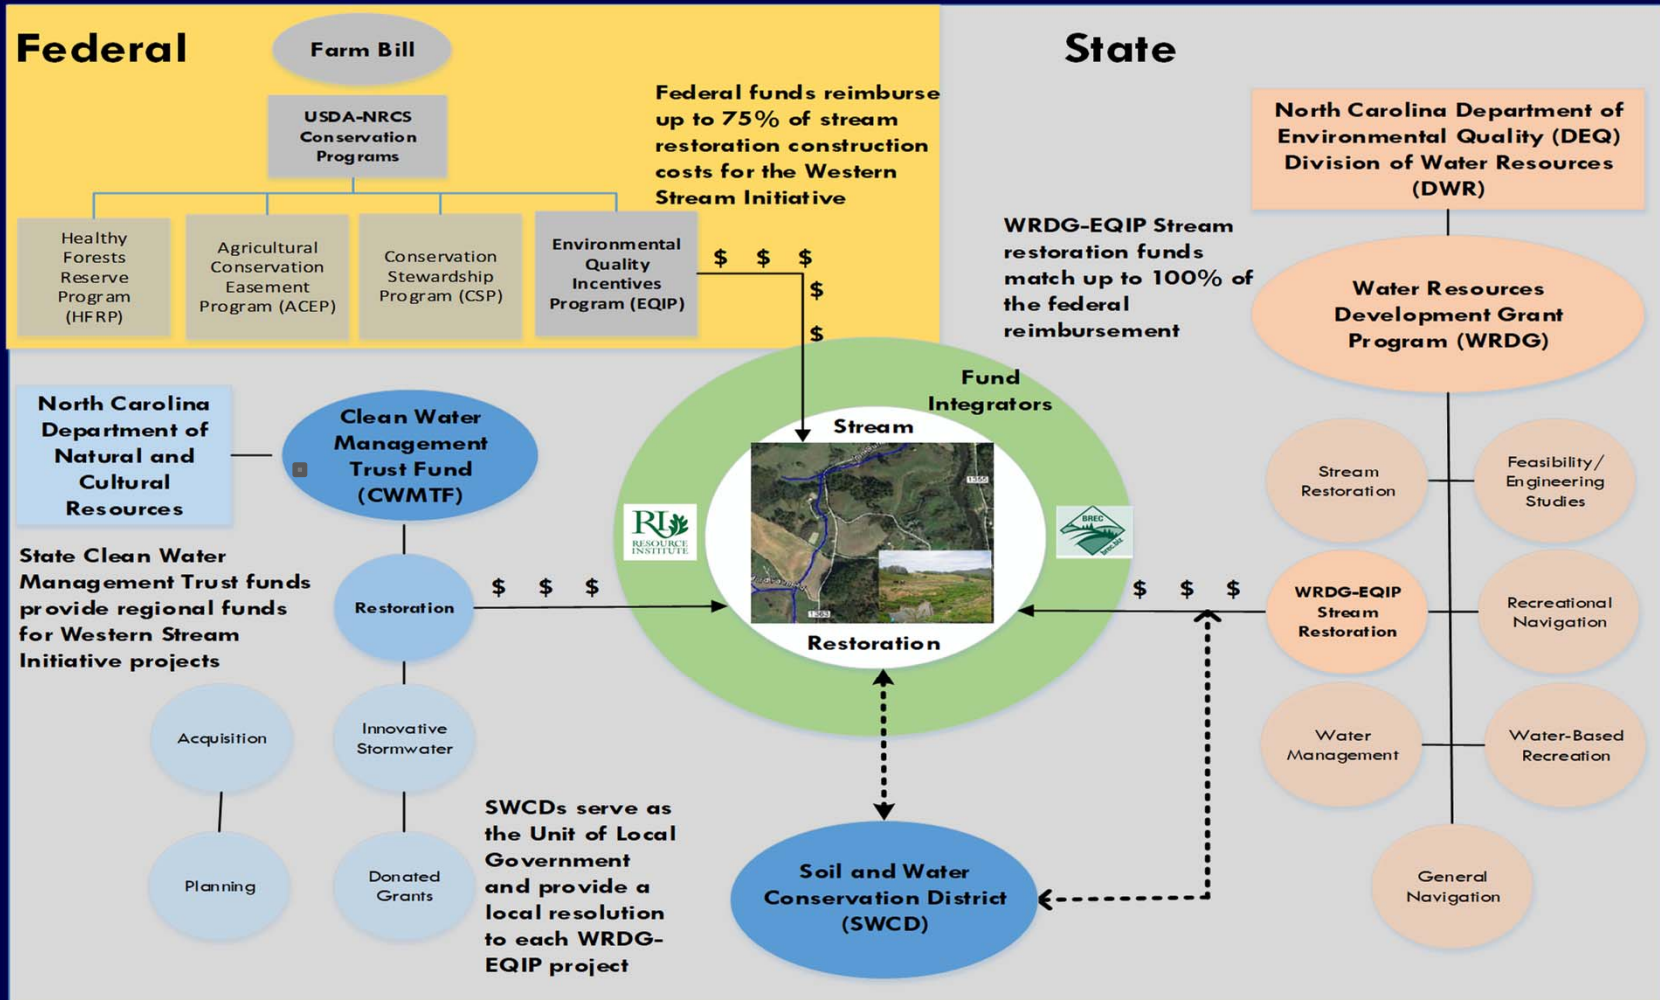 Federal
Farm Bill
USDA-NRCS
Conservation
Programs
Healthy
Forests
Reserve
Program
(HFRP)
Agricultural
Conservation
Easement
Program (ACEP)
Conservation
Stewardship
Program (CSP)
Environmental
Quality
Incentives
Program (EQIP)
Federal funds reimburse
up to 75% of stream
restoration construction
costs for the Western
Stream Initiative
$ $ $
$
$
State
North Carolina Department of
Environmental Quality (DEQ)
Division of Water Resources
(DWR)
WRDG-EQIP Stream
restoration funds
match up to 100% of
the federal
reimbursement
Water Resources
Development Grant
Program (WRDG)
North Carolina
Department of
Natural and
Cultural
Resources
Clean Water
Management
Trust Fund
(CWMTF)
State Clean Water
Management Trust funds
provide regional funds
for Western Stream
Initiative projects
Restoration
$ $ $
Acquisition
Innovative
Stormwater
Planning
Donated
Grants
Fund
Integrators
Stream
1355
1363
Restoration
RI
RESOURCE
INSTITUTE
BREC
brec.biz
$ $ $
SWCDs serve as
the Unit of Local
Government
and provide a
local resolution
to each WRDG-
EQIP project
Soil and Water
Conservation District
(SWCD)
Stream
Restoration
Feasibility/
Engineering
Studies
WRDG-EQIP
Stream
Restoration
Recreational
Navigation
Water
Management
Water-Based
Recreation
General
Navigation